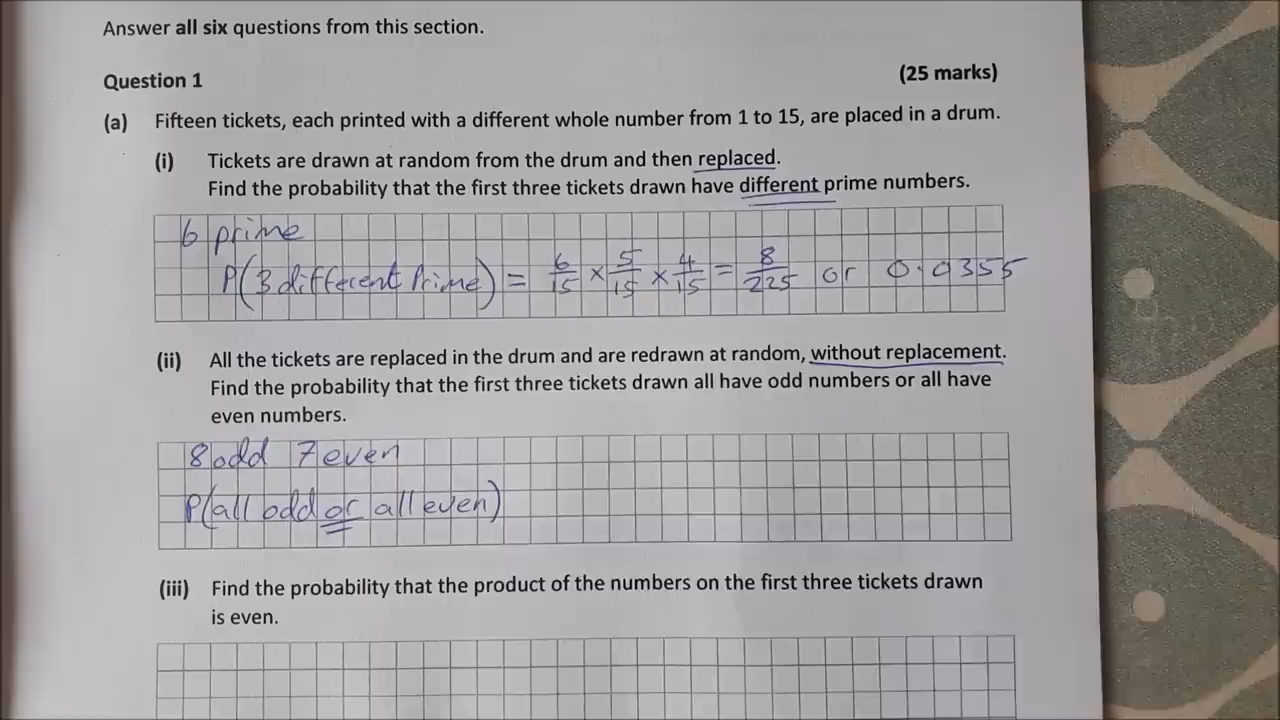 Answer all six questions from this section.
Question 1 (25 marks)
(a) Fifteen tickets, each printed with a different whole number from 1 to 15, are placed in a drum.
(i) Tickets are drawn at random from the drum and then replaced.
Find the probability that the first three tickets drawn have different prime numbers.
6 prime
P(3 different Prime) = 6/15 × 5/15 × 4/15 = 8/225 or 0.0355
(ii) All the tickets are replaced in the drum and are redrawn at random, without replacement.
Find the probability that the first three tickets drawn all have odd numbers or all have
even numbers.
8 odd 7 even
P(all odd or all even)
(iii) Find the probability that the product of the numbers on the first three tickets drawn
is even.